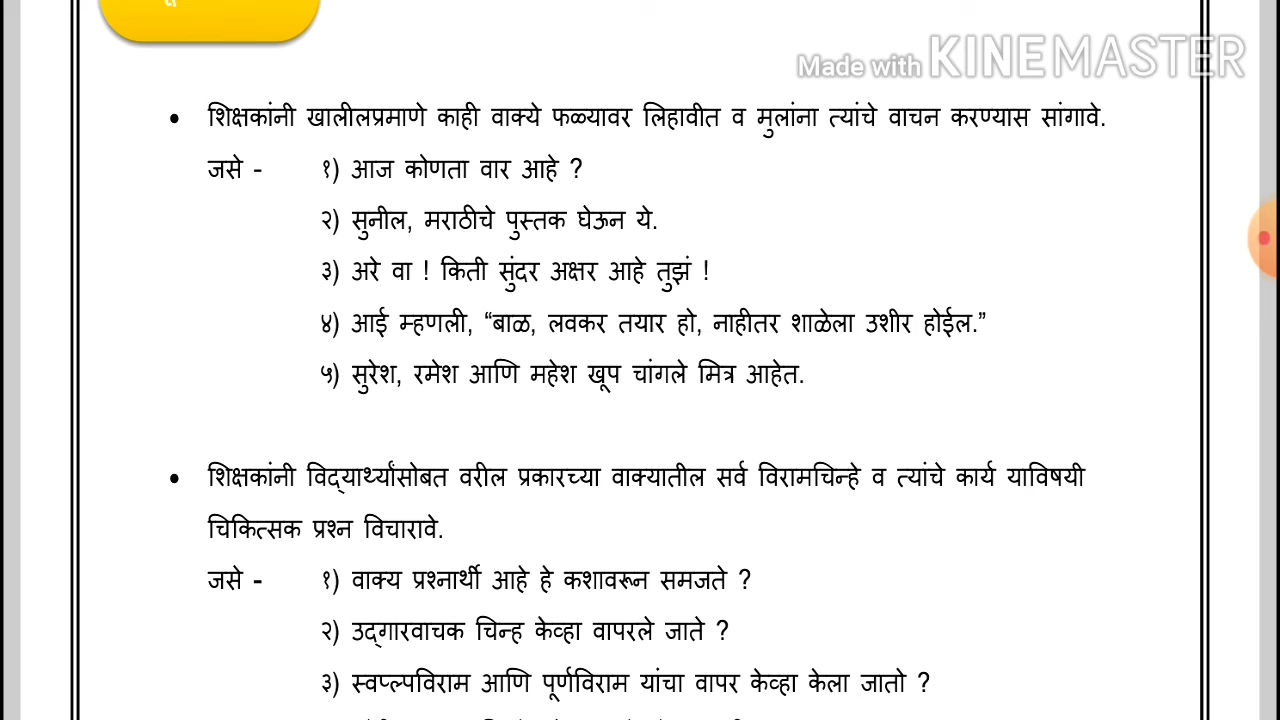 Made with KINEMASTER
• शिक्षकांनी खालीलप्रमाणे काही वाक्ये फळ्यावर लिहावीत व मुलांना त्यांचे वाचन करण्यास सांगावे.
जसे - १) आज कोणता वार आहे ?
२) सुनील, मराठीचे पुस्तक घेऊन ये.
३) अरे वा ! किती सुंदर अक्षर आहे तुझं !
४) आई म्हणली, “बाळ, लवकर तयार हो, नाहीतर शाळेला उशीर होईल.”
५) सुरेश, रमेश आणि महेश खूप चांगले मित्र आहेत.
• शिक्षकांनी विद्यार्थ्यांसोबत वरील प्रकारच्या वाक्यातील सर्व विरामचिन्हे व त्यांचे कार्य याविषयी
चिकित्सक प्रश्न विचारावे.
जसे - १) वाक्य प्रश्नार्थी आहे हे कशावरून समजते ?
२) उद्गारवाचक चिन्ह केव्हा वापरले जाते ?
३) स्वप्ल्पविराम आणि पूर्णविराम यांचा वापर केव्हा केला जातो ?